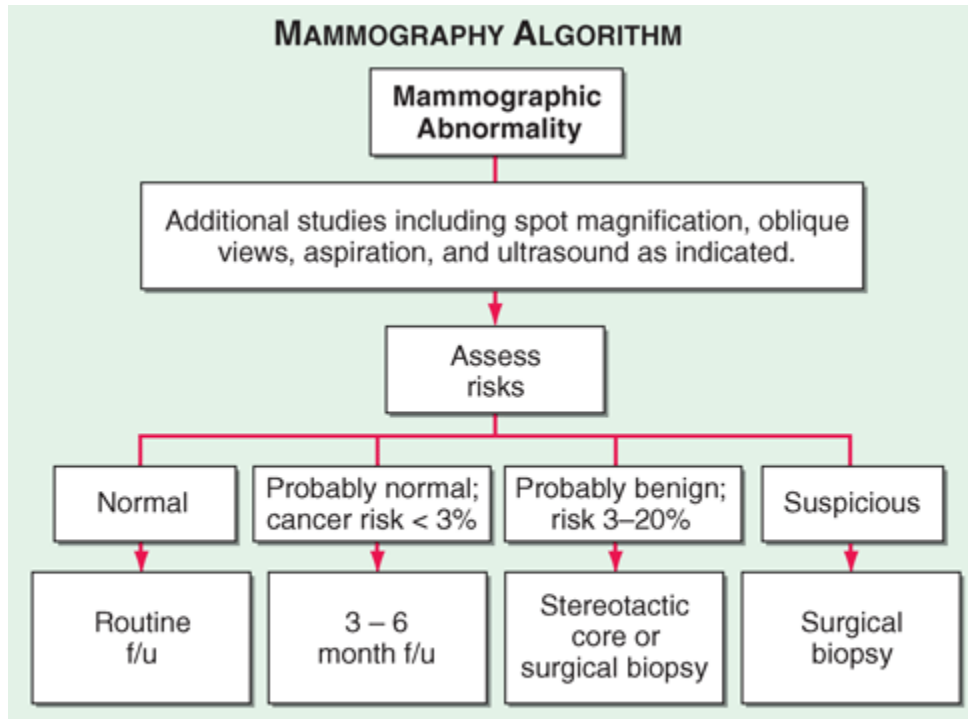 MAMMOGRAPHY ALGORITHM
Mammographic
Abnormality
Additional studies including spot magnification, oblique
views, aspiration, and ultrasound as indicated.
Assess
risks
Normal
Probably normal;
cancer risk < 3%
Probably benign;
risk 3–20%
Suspicious
Routine
f/u
3 – 6
month f/u
Stereotactic
core or
surgical biopsy
Surgical
biopsy